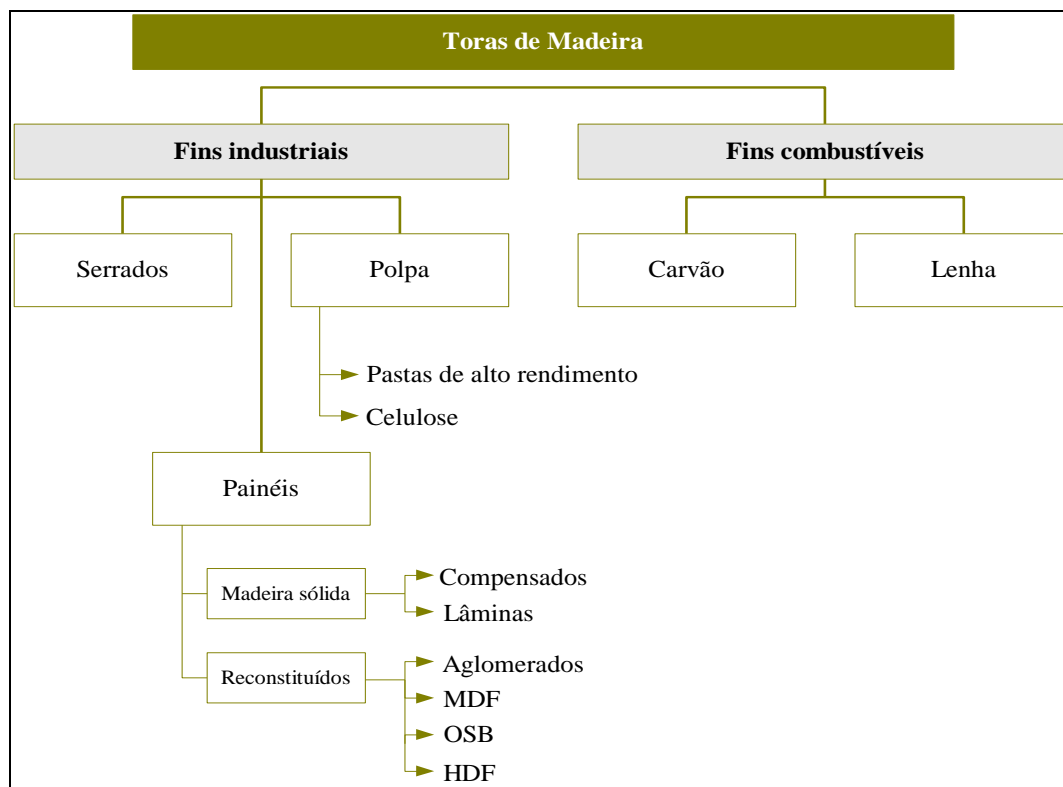 Toras de Madeira
Fins industriais
Fins combustíveis
Serrados
Polpa
Carvão
Lenha
Pastas de alto rendimento
Celulose
Painéis
Madeira sólida
Compensados
Lâminas
Reconstituídos
Aglomerados
MDF
OSB
HDF